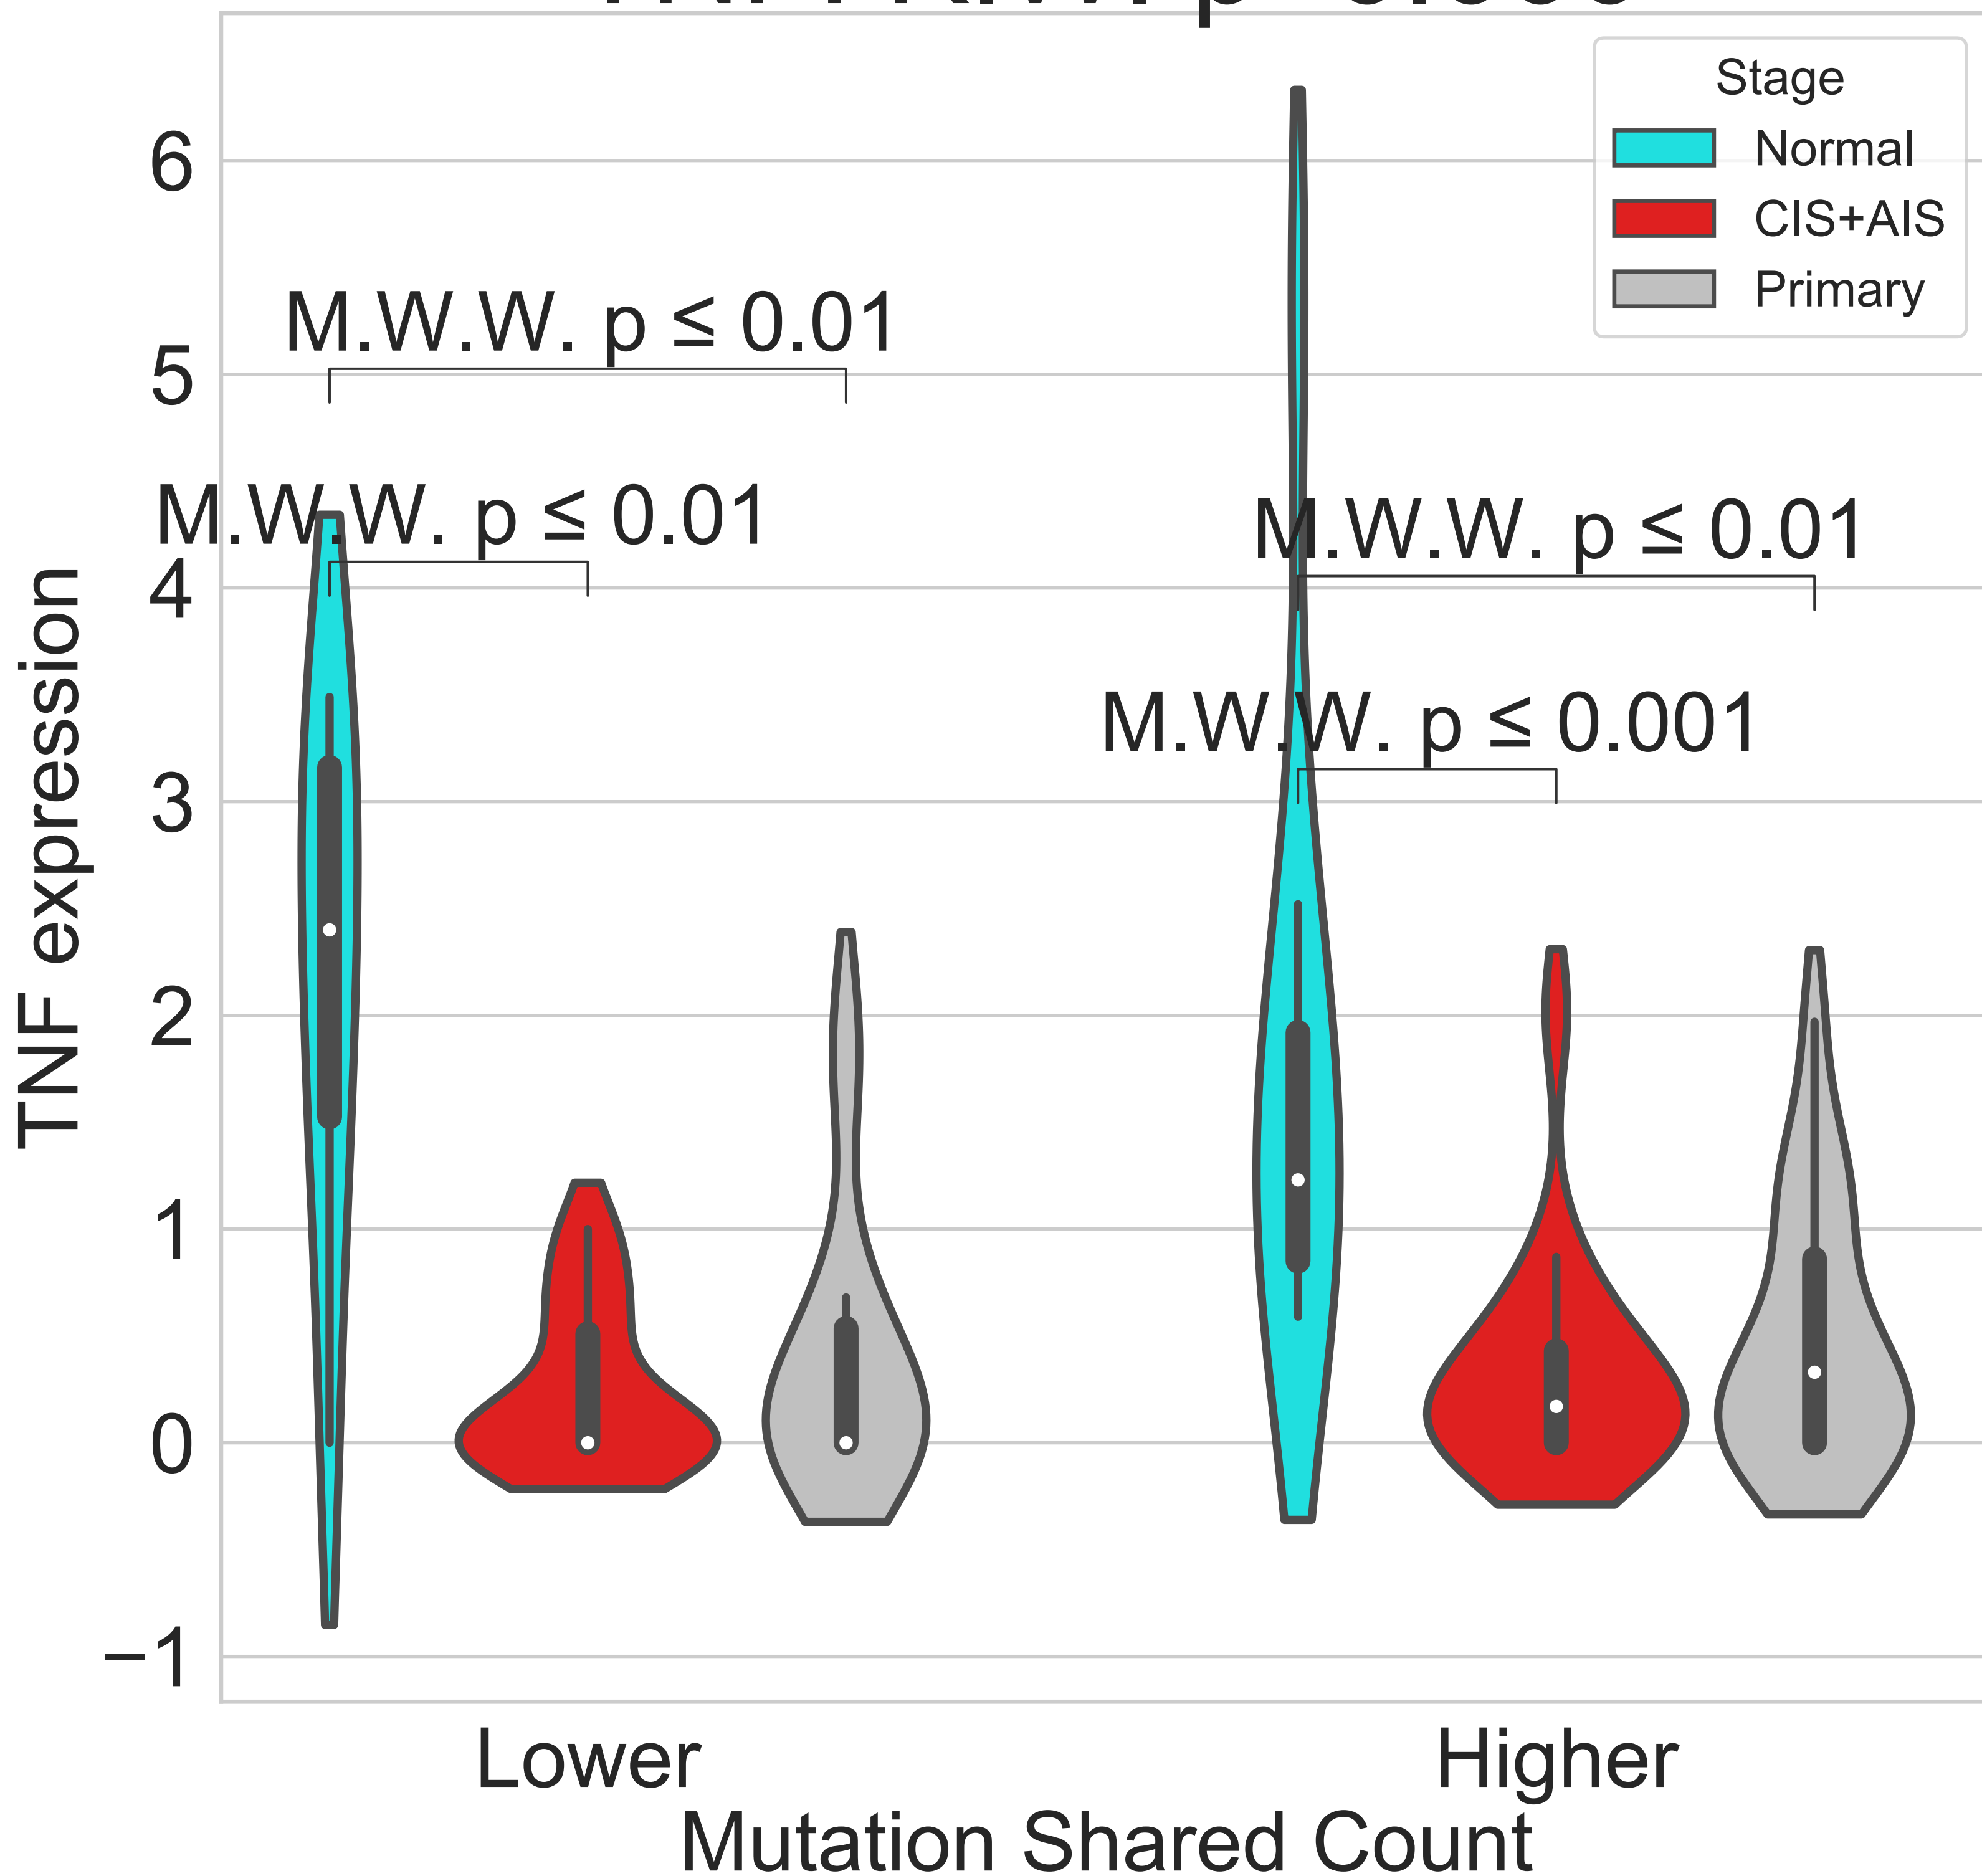 Stage
Normal
CIS+AIS
Primary
6
5
4
3
2
1
0
−1
TNF expression
M.W.W. p ≤ 0.01
M.W.W. p ≤ 0.01
M.W.W. p ≤ 0.01
M.W.W. p ≤ 0.001
Lower
Higher
Mutation Shared Count